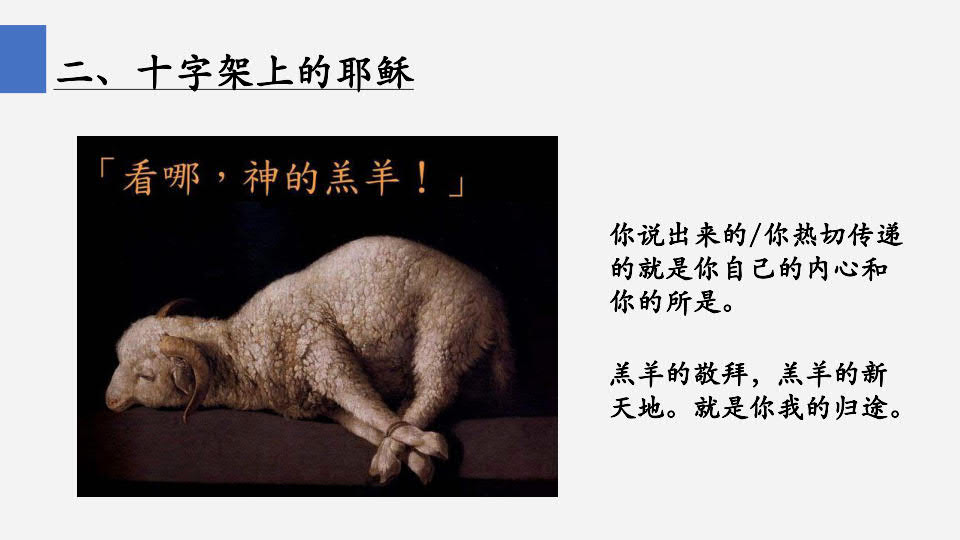 二、十字架上的耶稣
「看哪，神的羔羊！」
你说出来的/你热切传递
的就是你自己的内心和
你的所是。
羔羊的敬拜，羔羊的新
天地。就是你我的归途。